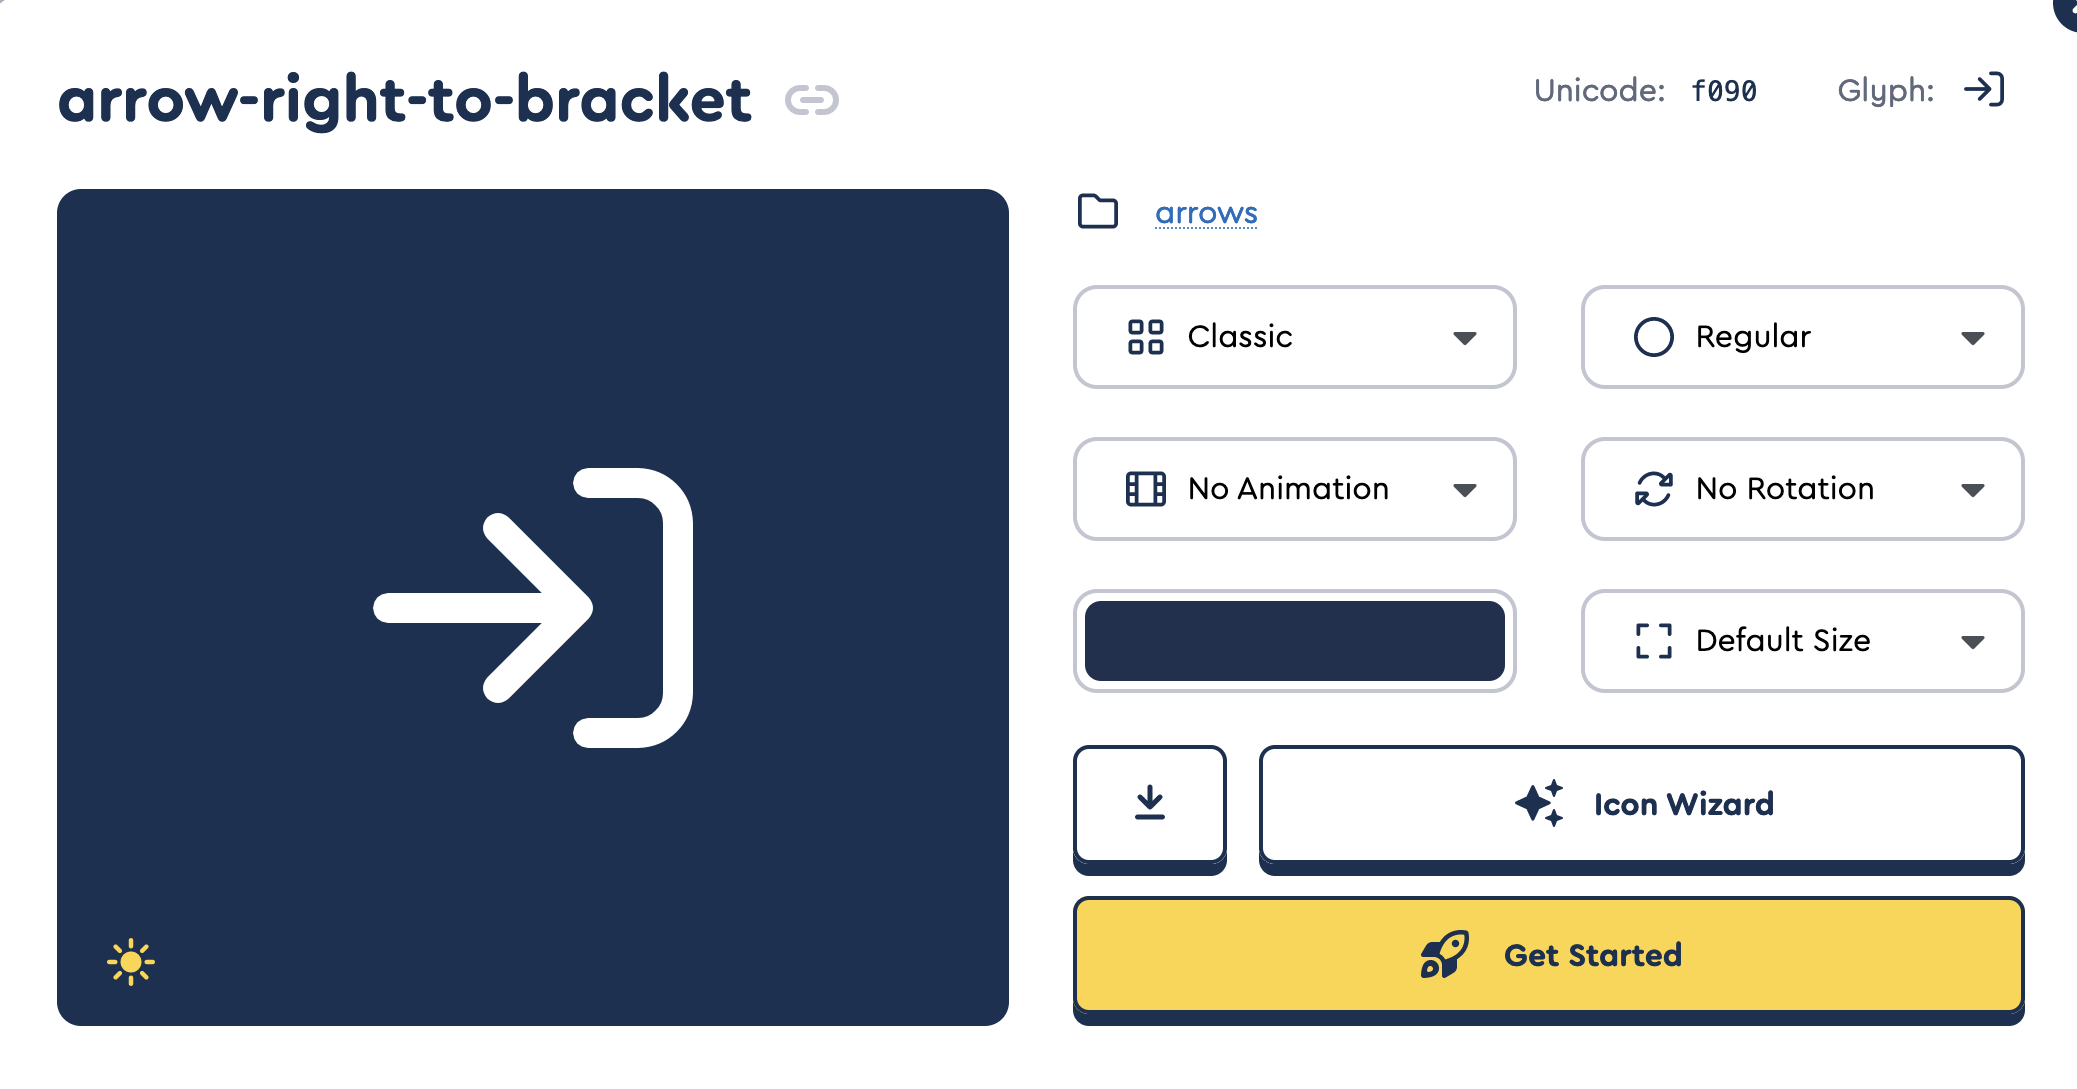 arrow-right-to-bracket
Unicode: f090 Glyph:
arrows
Classic
Regular
No Animation
No Rotation
Default Size
Icon Wizard
Get Started